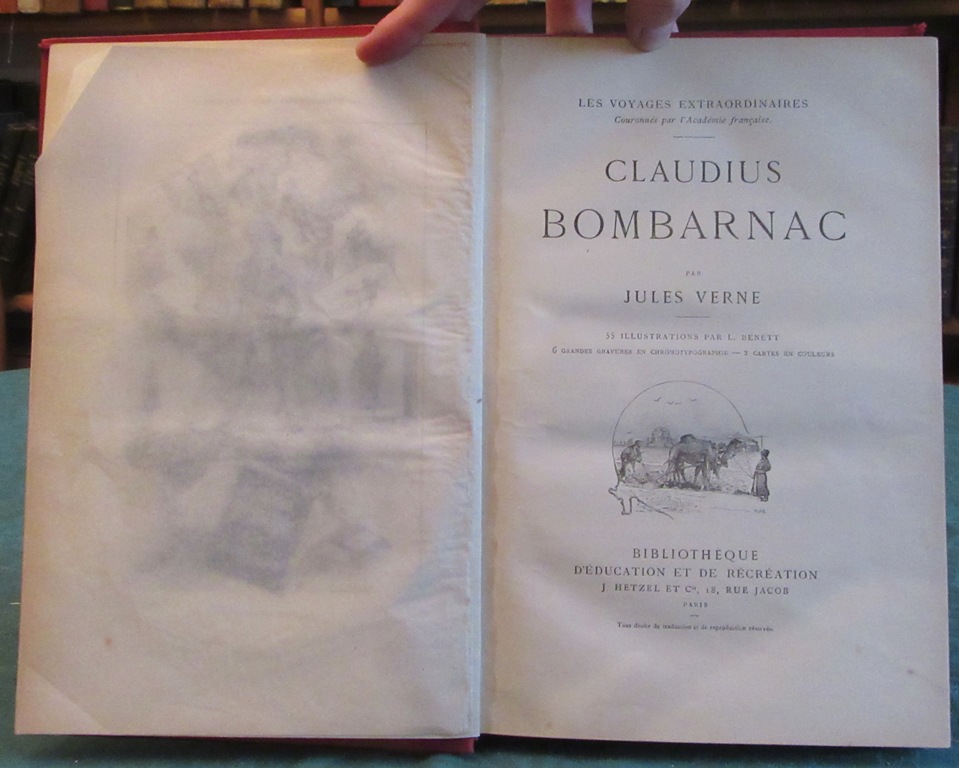 LES VOYAGES EXTRAORDINAIRES
Couronnés par l'Académie française.
CLAUDIUS
BOMBARNAC
PAR
JULES VERNE
55 ILLUSTRATIONS PAR L. BENETT
6 GRANDES GRAVURES EN CHROMOTYPOGRAPHIE — 2 CARTES EN COULEURS
BIBLIOTHÈQUE
D'ÉDUCATION ET DE RÉCRÉATION
J. HETZEL ET Cie, 18, RUE JACOB
PARIS
Tous droits de traduction et de reproduction réservés.